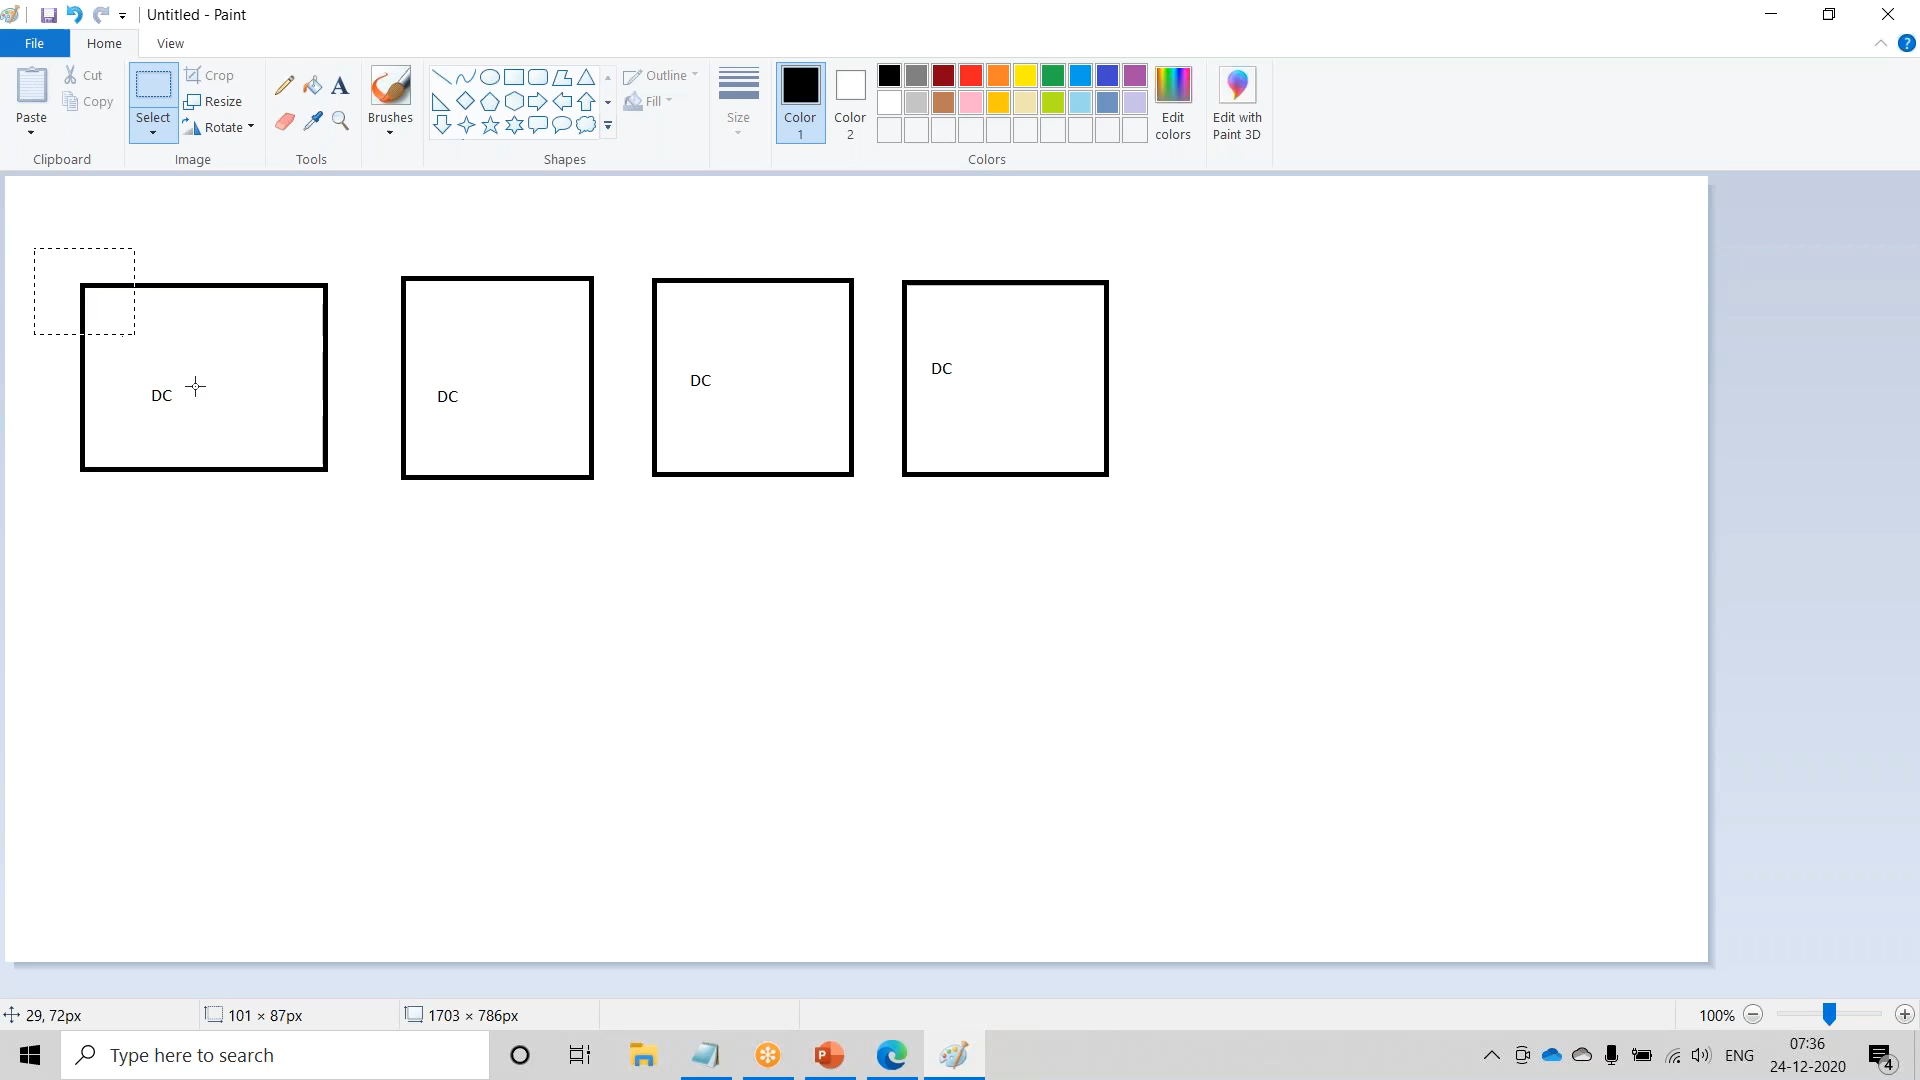 Untitled - Paint
File Home View
Paste
Cut
Copy
Clipboard
Select
Crop
Resize
Rotate
Image
Tools
Brushes
Shapes
Outline
Fill
Size
Color 1
Color 2
Colors
Edit colors
Edit with Paint 3D
DC DC DC DC
29, 72px 101 × 87px 1703 × 786px 100%
Type here to search
ENG
07:36
24-12-2020
4